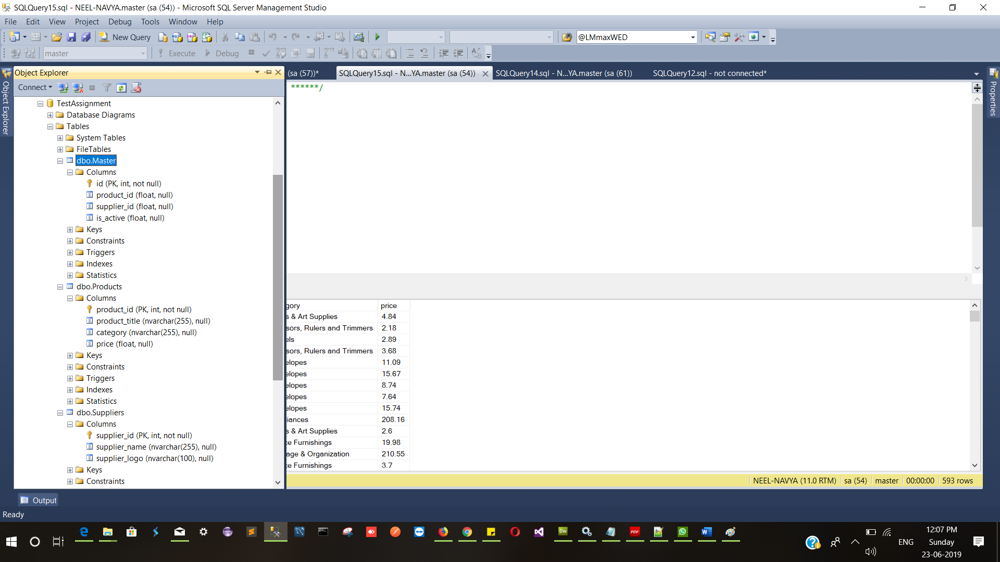 SQLQuery15.sql - NEEL-NAVYA.master (sa (54)) - Microsoft SQL Server Management Studio
File Edit View Project Debug Tools Window Help
New Query @LMmaxWED
master Execute Debug
Object Explorer
(sa (57))* SQLQuery15.sql - N...YA.master (sa (54)) SQLQuery14.sql - N...YA.master (sa (61)) SQLQuery12.sql - not connected*
Object Explorer
Properties
Connect
******/
TestAssignment
Database Diagrams
Tables
System Tables
FileTables
dbo.Master
Columns
id (PK, int, not null)
product_id (float, null)
supplier_id (float, null)
is_active (float, null)
Keys
Constraints
Triggers
Indexes
Statistics
dbo.Products
Columns
product_id (PK, int, not null)
product_title (nvarchar(255), null)
category (nvarchar(255), null)
price (float, null)
Keys
Constraints
Triggers
Indexes
Statistics
dbo.Suppliers
Columns
supplier_id (PK, int, not null)
supplier_name (nvarchar(255), null)
supplier_logo (nvarchar(100), null)
Keys
Constraints
gory price
s & Art Supplies 4.84
sors, Rulers and Trimmers 2.18
els 2.89
sors, Rulers and Trimmers 3.68
elopes 11.09
elopes 15.67
elopes 8.74
elopes 7.64
elopes 15.74
liances 208.16
s & Art Supplies 2.6
ce Furnishings 19.98
age & Organization 210.55
ce Furnishings 3.7
NEEL-NAVYA (11.0 RTM) sa (54) master 00:00:00 593 rows
Output
Ready
Dw
PDF
ENG
12:07 PM
Sunday
23-06-2019